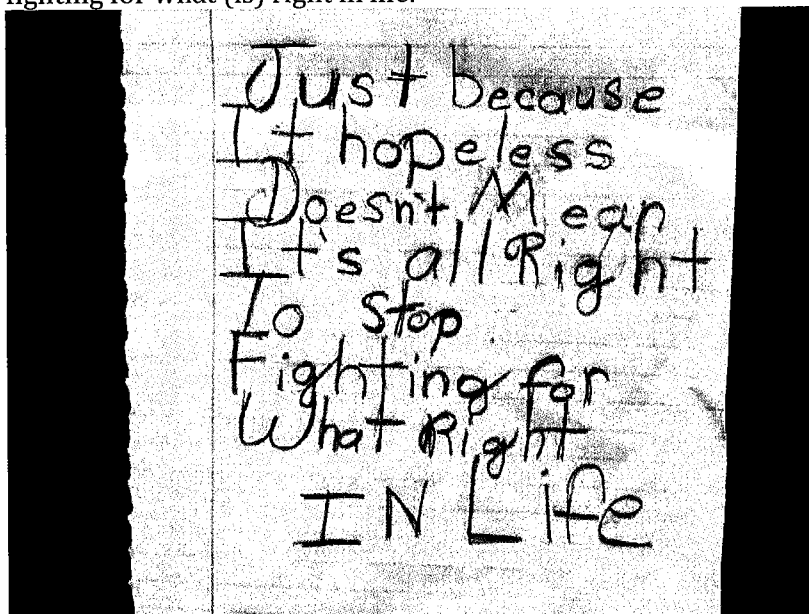 fighting for what (is) right in life.
Just because
It hopeless
Doesn't Mean
It's all Right
To stop
Fighting for
What Right
IN Life